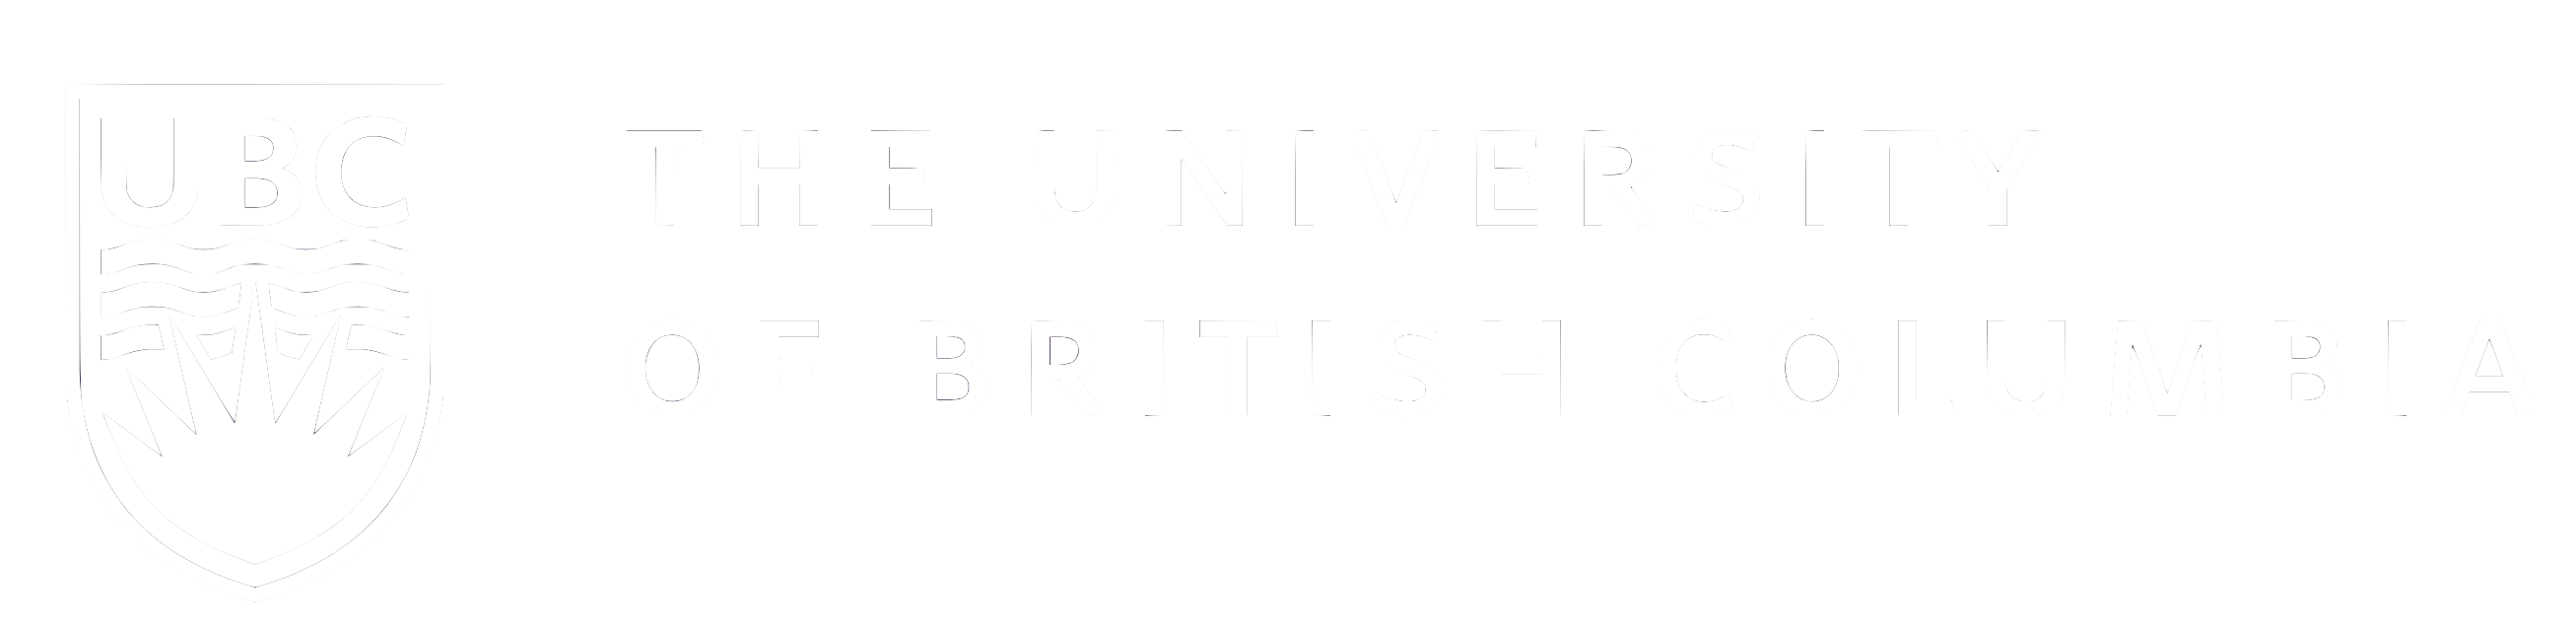 UBC
THE UNIVERSITY
OF BRITISH COLUMBIA